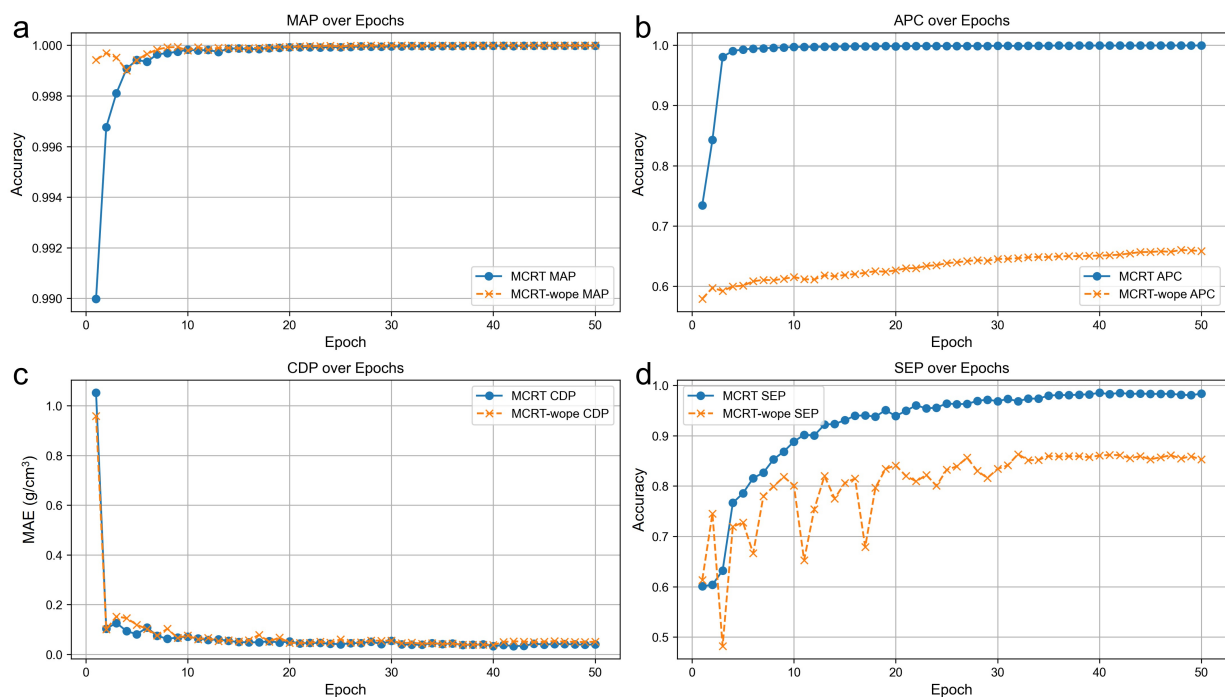 a
MAP over Epochs
1.000
0.998
0.996
0.994
0.992
0.990
Accuracy
0
10
20
30
40
50
Epoch
MCRT MAP
MCRT-wope MAP
b
APC over Epochs
1.0
0.9
0.8
0.7
0.6
Accuracy
0
10
20
30
40
50
Epoch
MCRT APC
MCRT-wope APC
c
CDP over Epochs
1.0
0.8
0.6
0.4
0.2
0.0
MAE (g/cm³)
0
10
20
30
40
50
Epoch
MCRT CDP
MCRT-wope CDP
d
SEP over Epochs
1.0
0.9
0.8
0.7
0.6
0.5
Accuracy
0
10
20
30
40
50
Epoch
MCRT SEP
MCRT-wope SEP